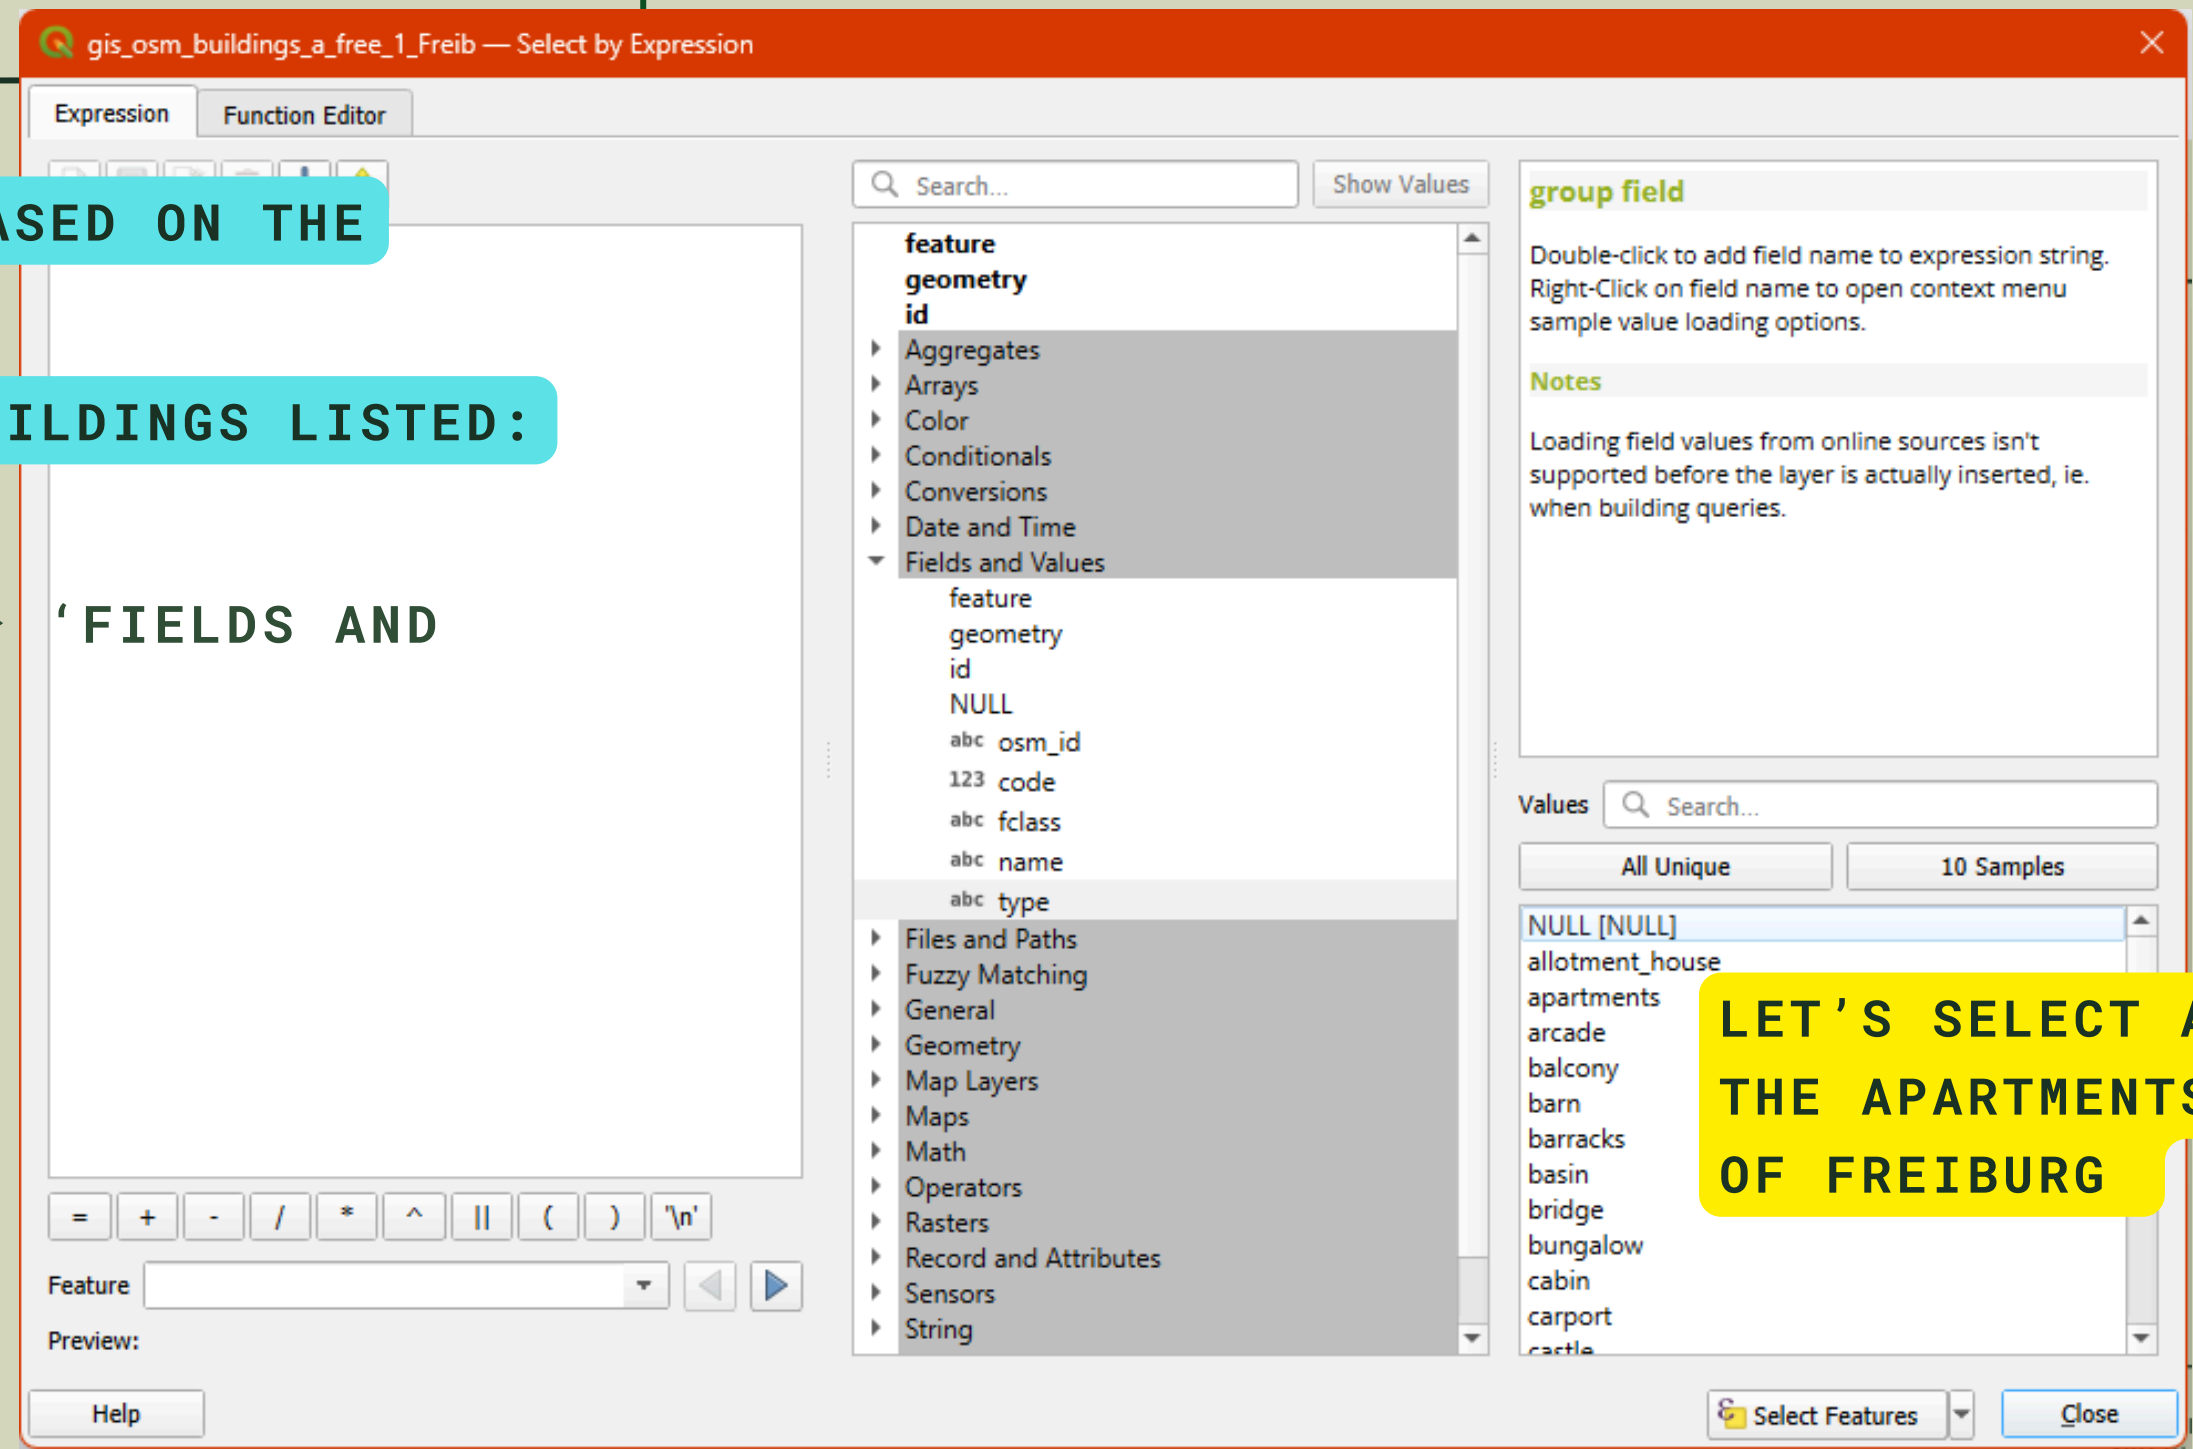 gis_osm_buildings_a_free_1_Freib — Select by Expression
Expression
Function Editor
ON THE
LISTED:
‘FIELDS AND
Search...
Show Values
feature
geometry
id
Aggregates
Arrays
Color
Conditionals
Conversions
Date and Time
Fields and Values
feature
geometry
id
NULL
abc osm_id
123 code
abc fclass
abc name
abc type
Files and Paths
Fuzzy Matching
General
Geometry
Map Layers
Maps
Math
Operators
Rasters
Record and Attributes
Sensors
String
group field
Double-click to add field name to expression string.
Right-Click on field name to open context menu
sample value loading options.
Notes
Loading field values from online sources isn't
supported before the layer is actually inserted, ie.
when building queries.
Values
Search...
All Unique
10 Samples
NULL [NULL]
allotment_house
apartments
arcade
balcony
barn
barracks
basin
bridge
bungalow
cabin
carport
castle
LET’S SELECT
THE APARTMENTS
OF FREIBURG
= + - / * ^ || ( ) '\n'
Feature
Preview:
Help
Select Features
Close